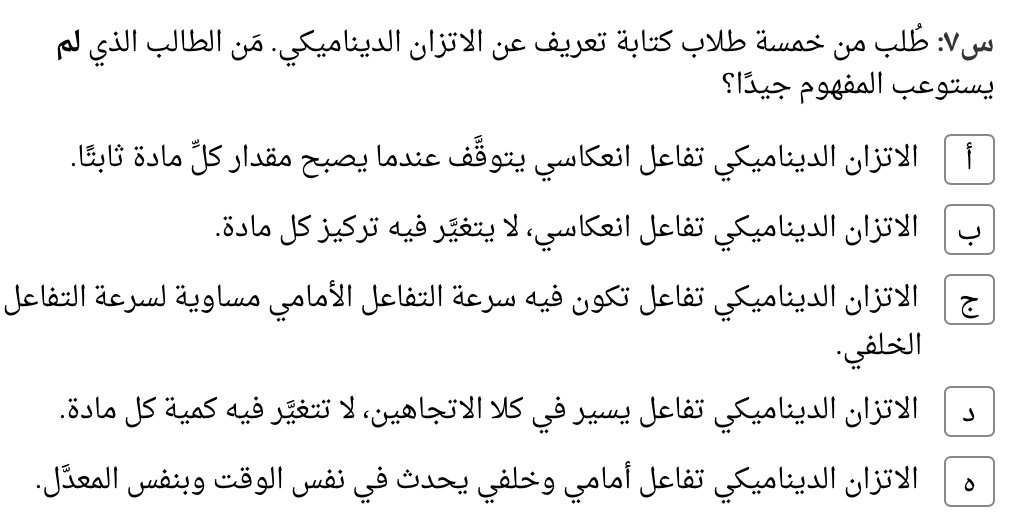 س٧: طُلب من خمسة طلاب كتابة تعريف عن الاتزان الديناميكي. مَن الطالب الذي لم
يستوعب المفهوم جيدًا؟
أ الاتزان الديناميكي تفاعل انعكاسي يتوقَّف عندما يصبح مقدار كلِّ مادة ثابتًا.
ب الاتزان الديناميكي تفاعل انعكاسي، لا يتغيَّر فيه تركيز كل مادة.
ج الاتزان الديناميكي تفاعل تكون فيه سرعة التفاعل الأمامي مساوية لسرعة التفاعل
الخلفي.
د الاتزان الديناميكي تفاعل يسير في كلا الاتجاهين، لا تتغيَّر فيه كمية كل مادة.
ه الاتزان الديناميكي تفاعل أمامي وخلفي يحدث في نفس الوقت وبنفس المعدَّل.